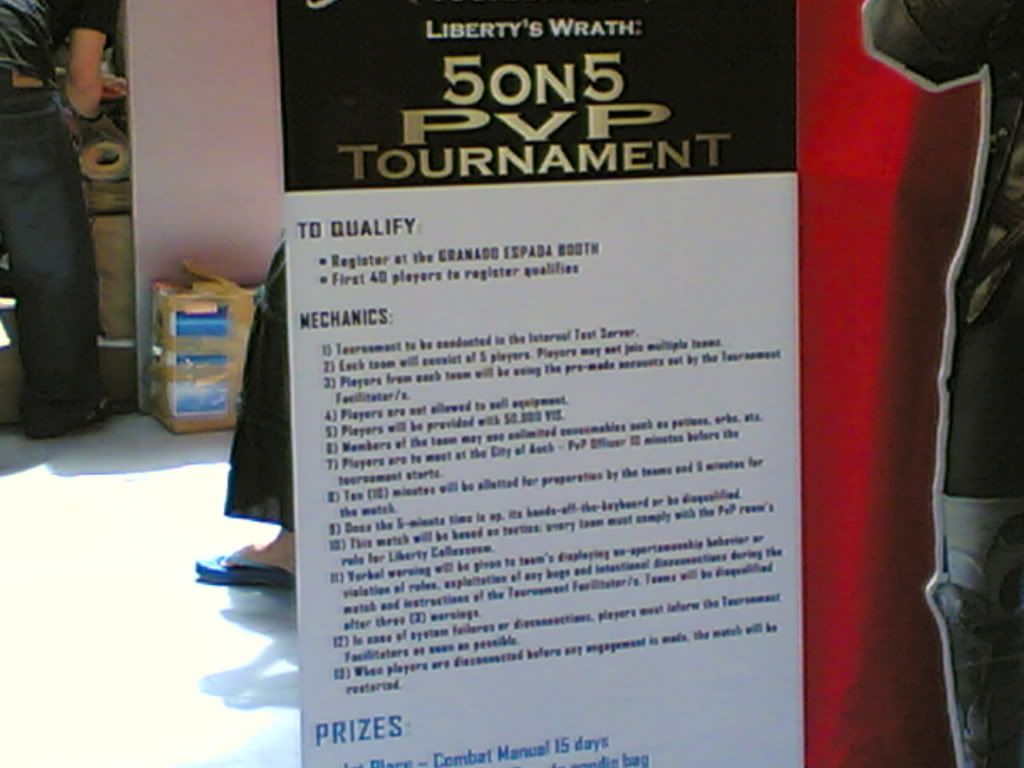 LIBERTY'S WRATH:
5 ON 5
PVP
TOURNAMENT
TO QUALIFY:
• Register at the GRANADO ESPADA BOOTH
• First 40 players to register qualifies
MECHANICS:
1) Tournament to be conducted in the Internal Test Server.
2) Each team will consist of 5 players. Players may not join multiple teams.
3) Players from each team will be using the pre-made accounts set by the Tournament
Facilitator/s.
4) Players are not allowed to sell equipment.
5) Players will be provided with 50,000 VIS.
6) Members of the team may use unlimited consumables such as potions, orbs, etc.
7) Players are to meet at the City of Auch - PvP Officer 10 minutes before the
tournament starts.
8) Ten (10) minutes will be allotted for preparation by the teams and 5 minutes for
the match.
9) Once the 5-minute time is up, its hands-off-the-keyboard or be disqualified.
10) This match will be based on tactics; every team must comply with the PvP room's
rule for Liberty Collosseum.
11) Verbal warning will be given to team's displaying un-sportsmanship behavior or
violation of rules, exploitation of any bugs and intentional disconnections during the
match and instructions of the Tournament Facilitator/s. Teams will be disqualified
after three (3) warnings.
12) In case of system failures or disconnections, players must inform the Tournament
Facilitators as soon as possible.
13) When players are disconnected before any engagement is made, the match will be
restarted.
PRIZES:
1st Place - Combat Manual 15 days
bag